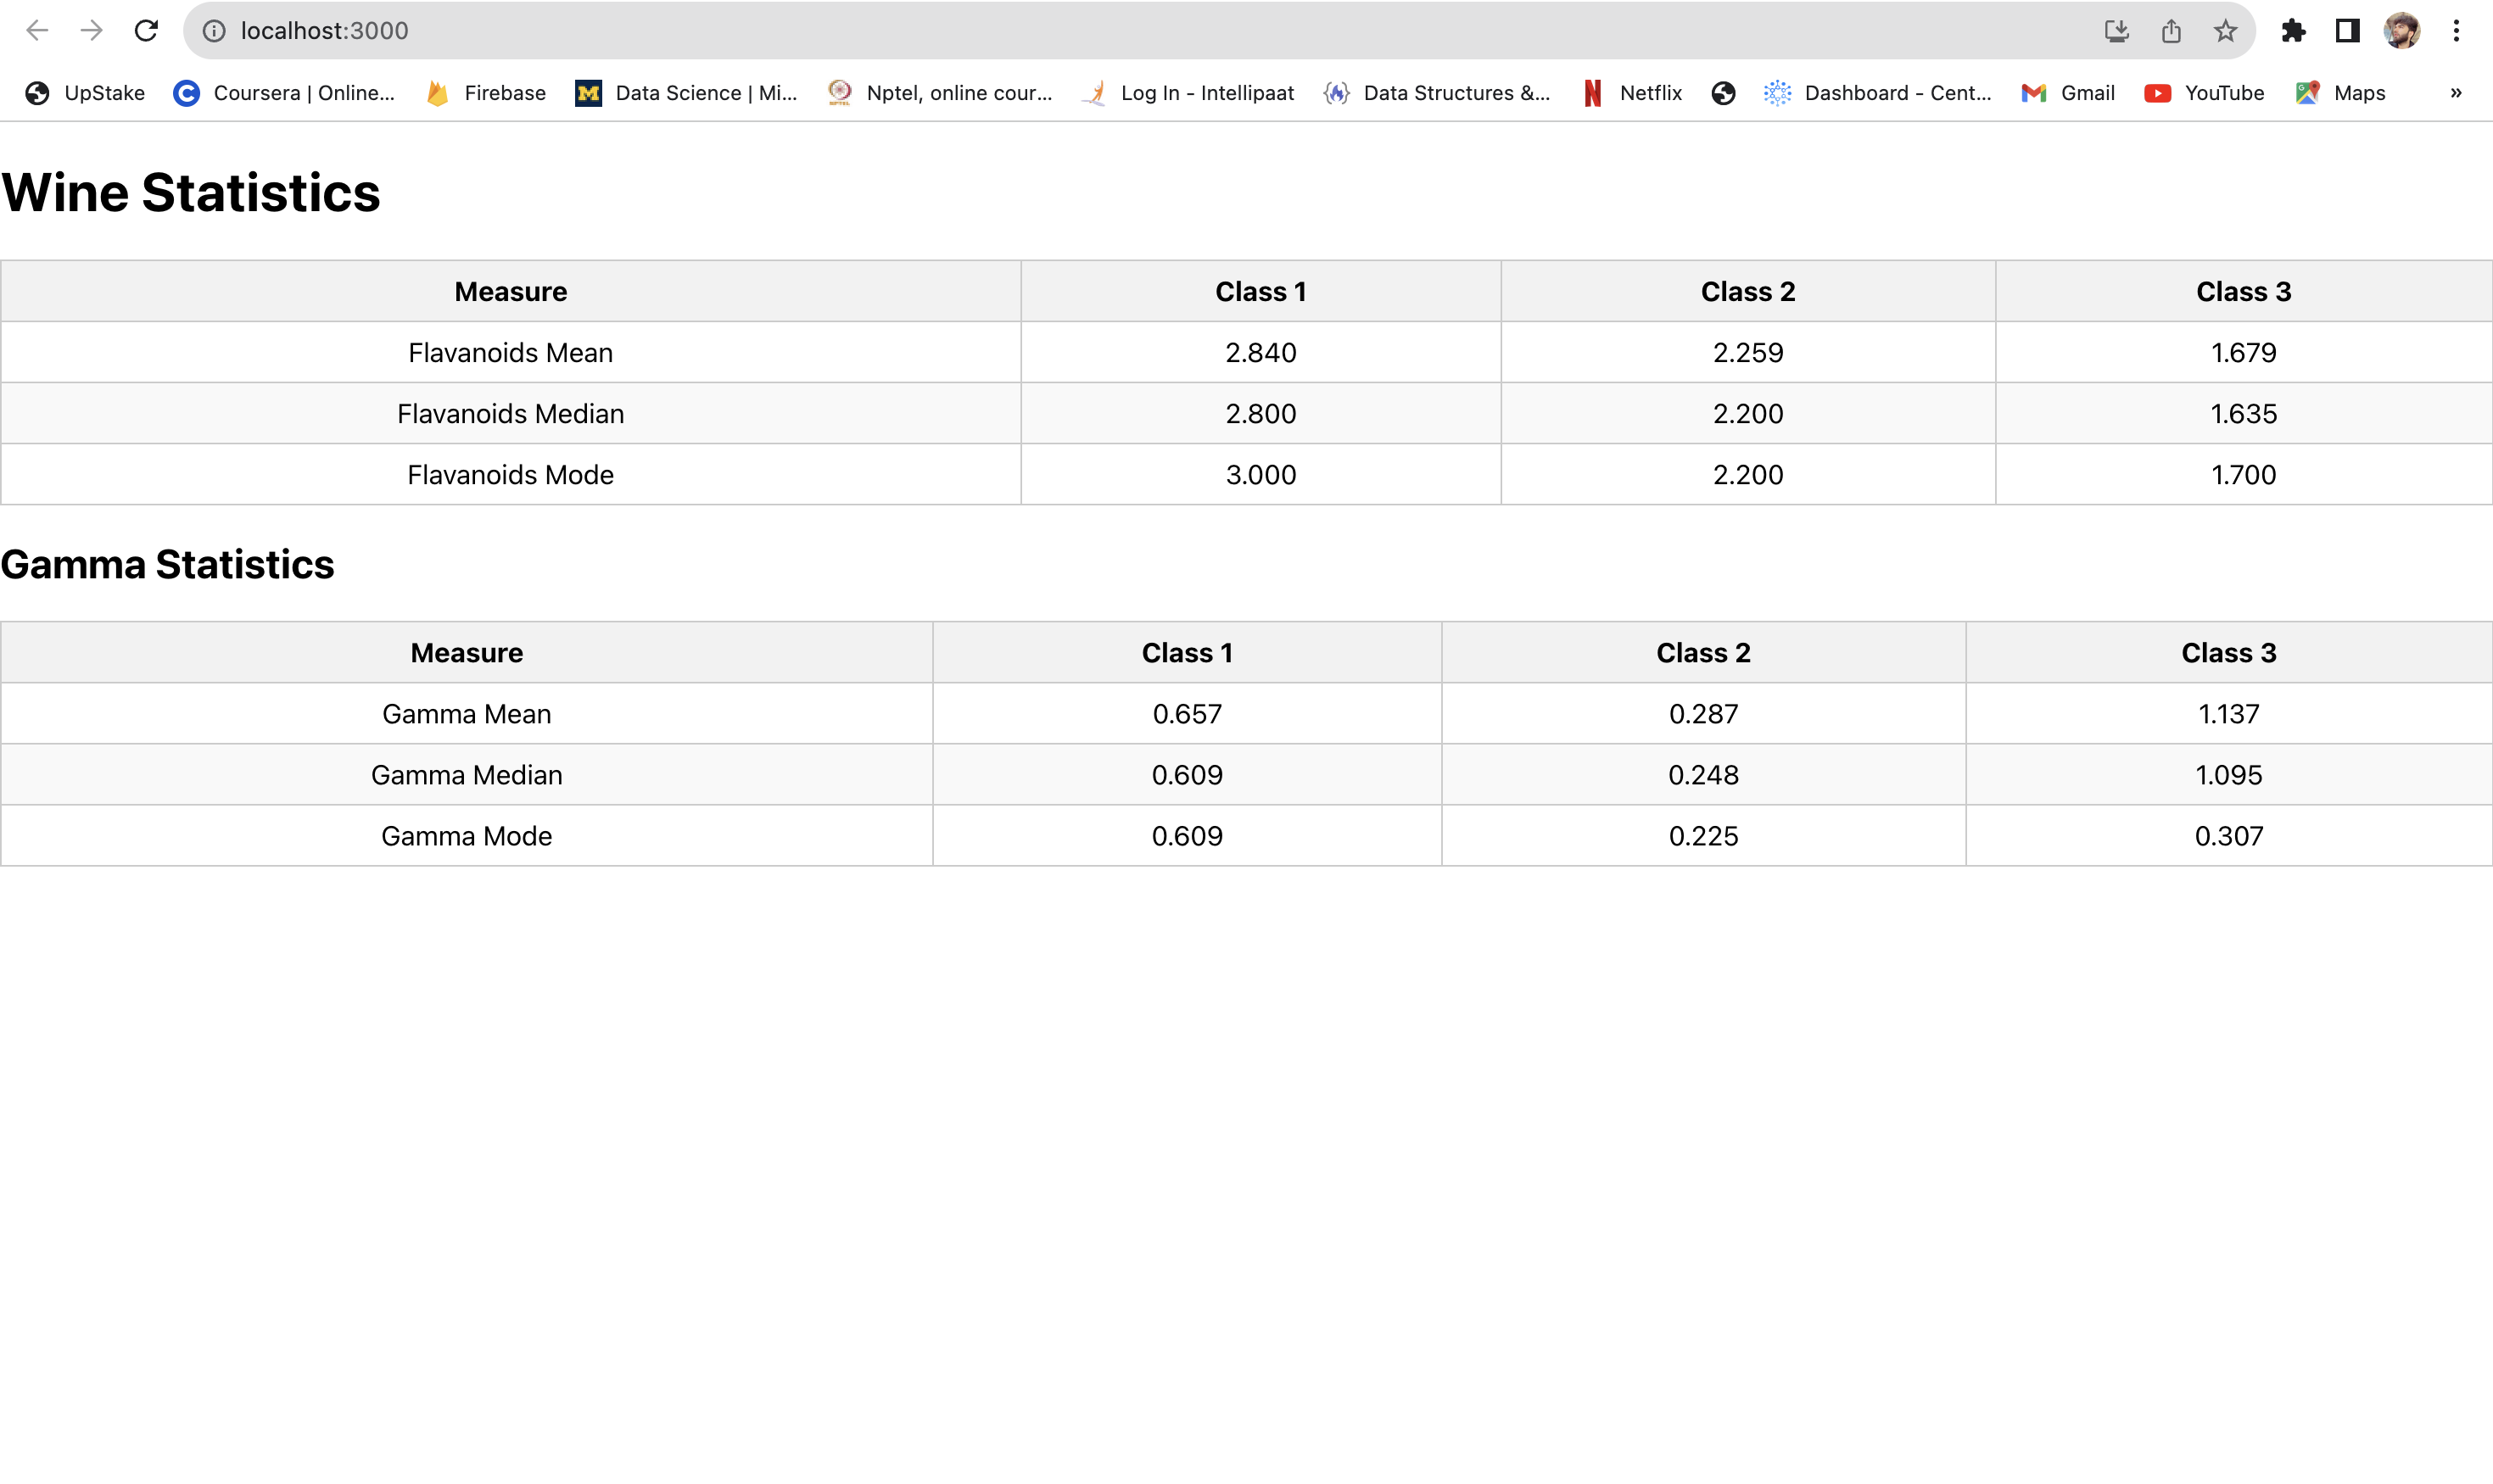 localhost:3000
UpStake Coursera | Online... Firebase Data Science | Mi... Nptel, online cour... Log In - Intellipaat Data Structures &... Netflix Dashboard - Cent... Gmail YouTube Maps »
Wine Statistics
Measure Class 1 Class 2 Class 3
Flavanoids Mean 2.840 2.259 1.679
Flavanoids Median 2.800 2.200 1.635
Flavanoids Mode 3.000 2.200 1.700
Gamma Statistics
Measure Class 1 Class 2 Class 3
Gamma Mean 0.657 0.287 1.137
Gamma Median 0.609 0.248 1.095
Gamma Mode 0.609 0.225 0.307